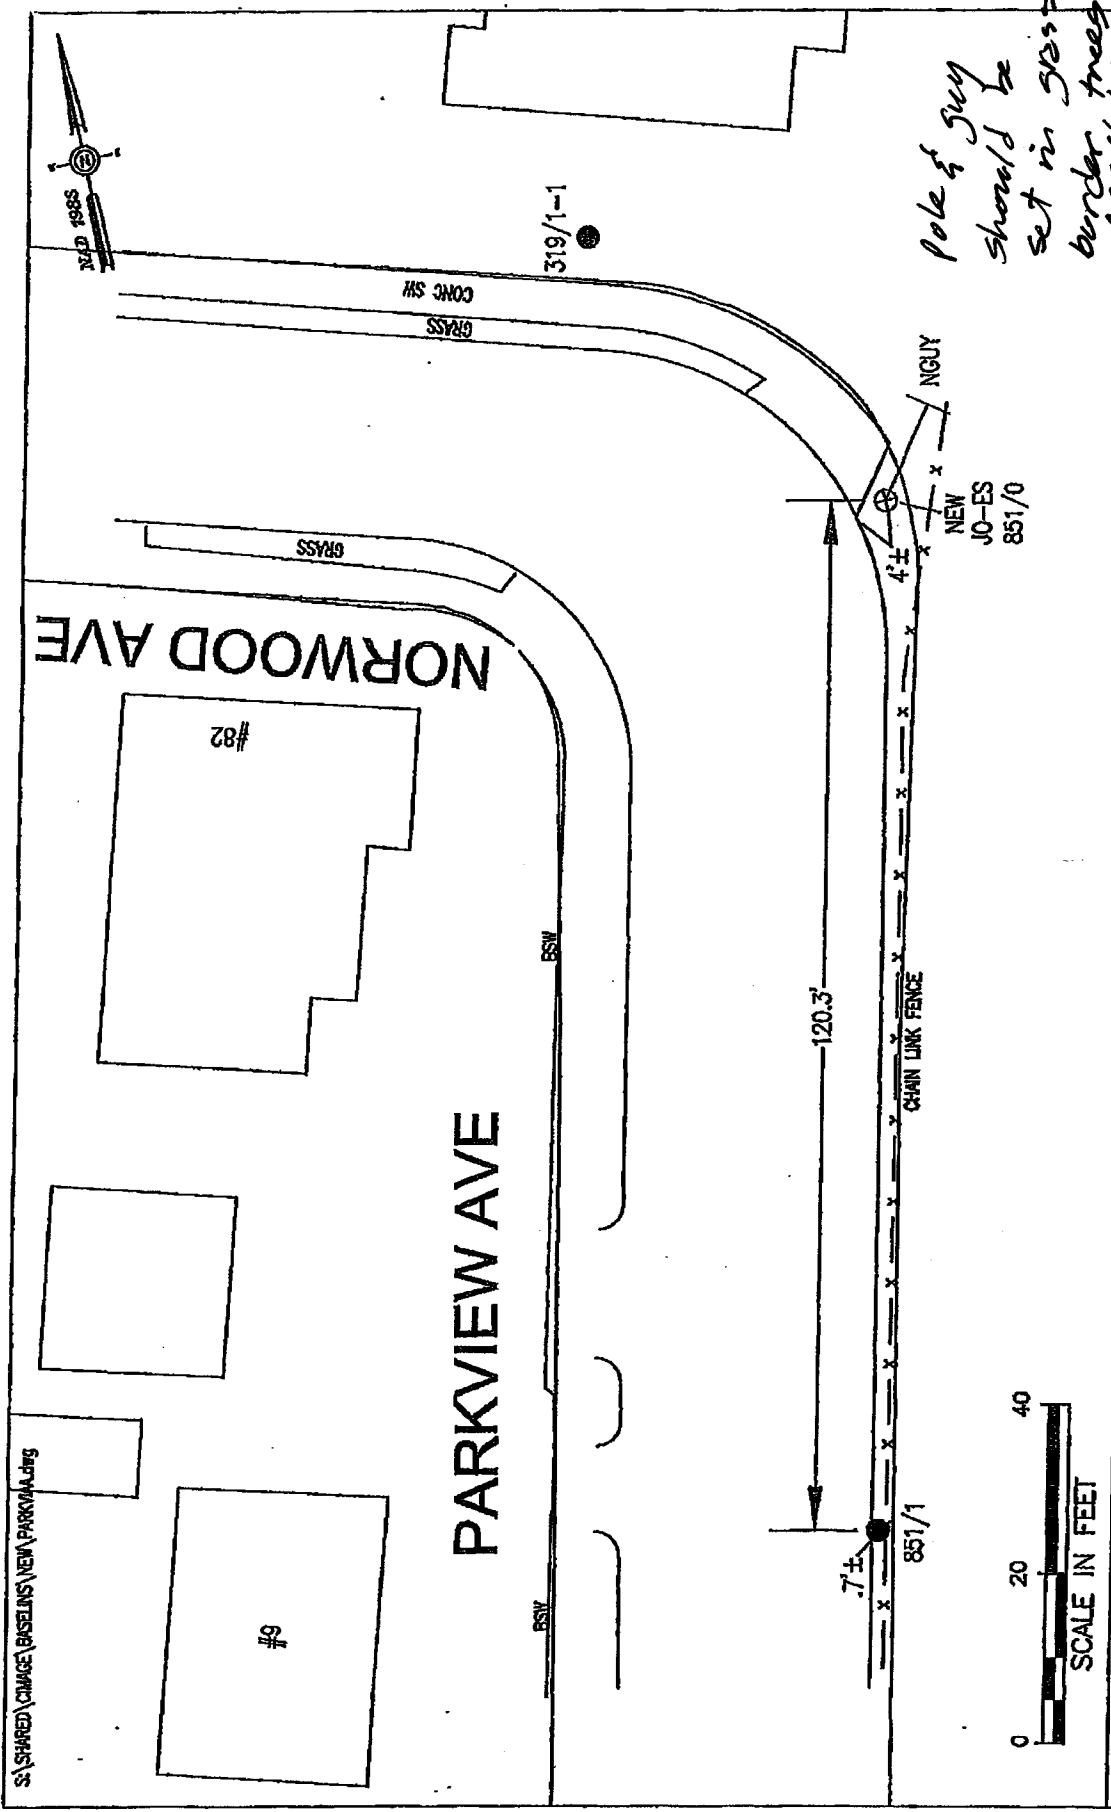 S:\SHARED\CIMAGE\BASELINS\NEW\PARKVIAA.dwg
NAD 1983
N
#9
#82
NORWOOD AVE
GRASS
GRASS
CONC SW
319/1-1
PARKVIEW AVE
BSW
BSW
120.3'
.7'±
851/1
CHAIN LINK FENCE
4'±
NEW
JO-ES
851/0
NGUY
Pole & guy
should be
set in grass
border, trees
0
20
40
SCALE IN FEET